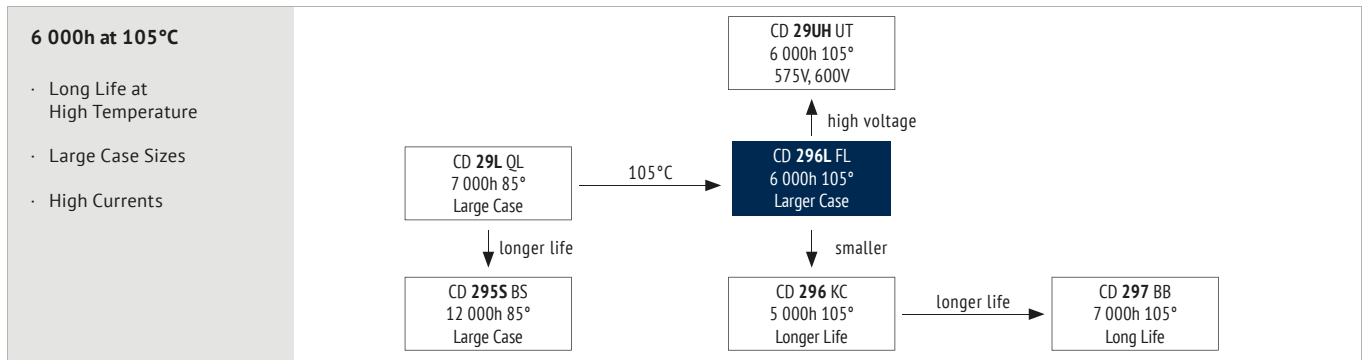 6 000h at 105°C
· Long Life at
High Temperature
· Large Case Sizes
· High Currents
CD 29UH UT
6 000h 105°
575V, 600V
high voltage
CD 29L QL
7 000h 85°
Large Case
105°C
CD 296L FL
6 000h 105°
Larger Case
longer life
smaller
CD 295S BS
12 000h 85°
Large Case
CD 296 KC
5 000h 105°
Longer Life
longer life
CD 297 BB
7 000h 105°
Long Life